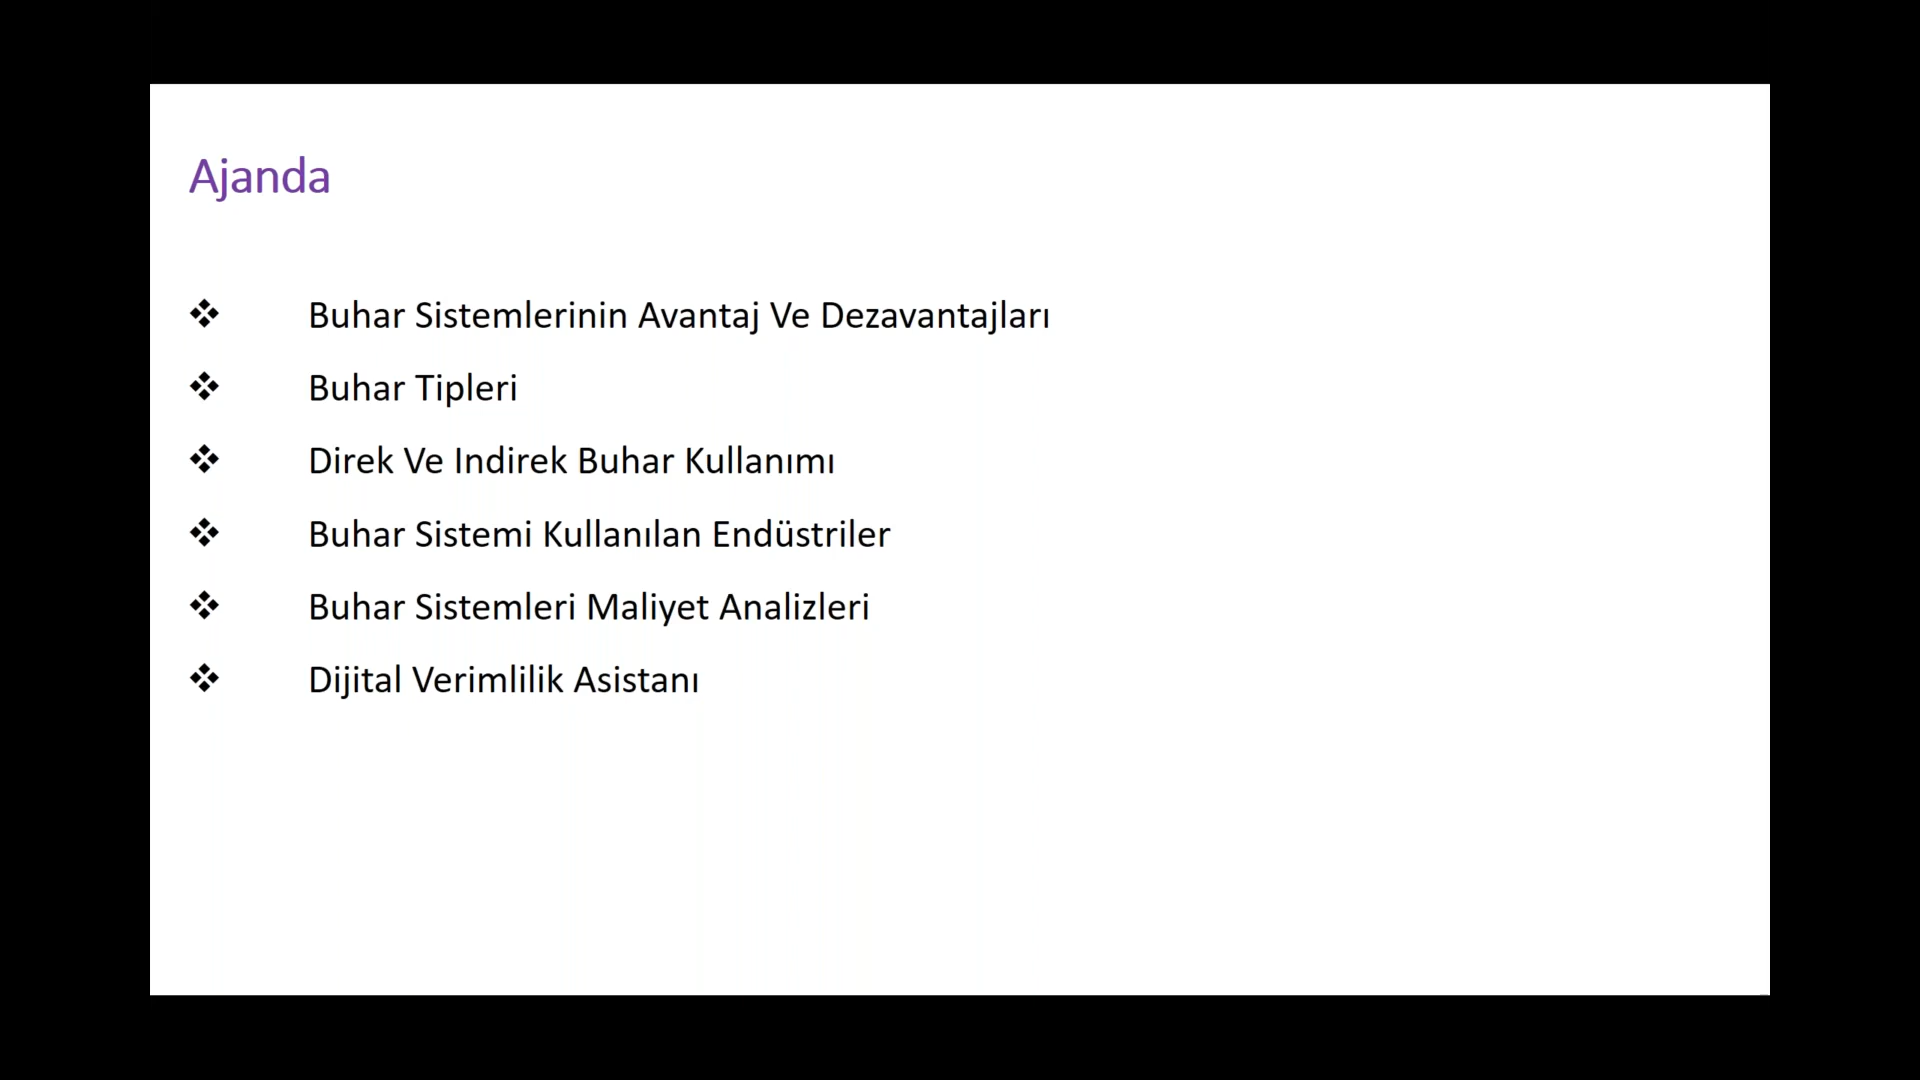 Ajanda
❖ Buhar Sistemlerinin Avantaj Ve Dezavantajları
❖ Buhar Tipleri
❖ Direk Ve Indirek Buhar Kullanımı
❖ Buhar Sistemi Kullanılan Endüstriler
❖ Buhar Sistemleri Maliyet Analizleri
❖ Dijital Verimlilik Asistanı